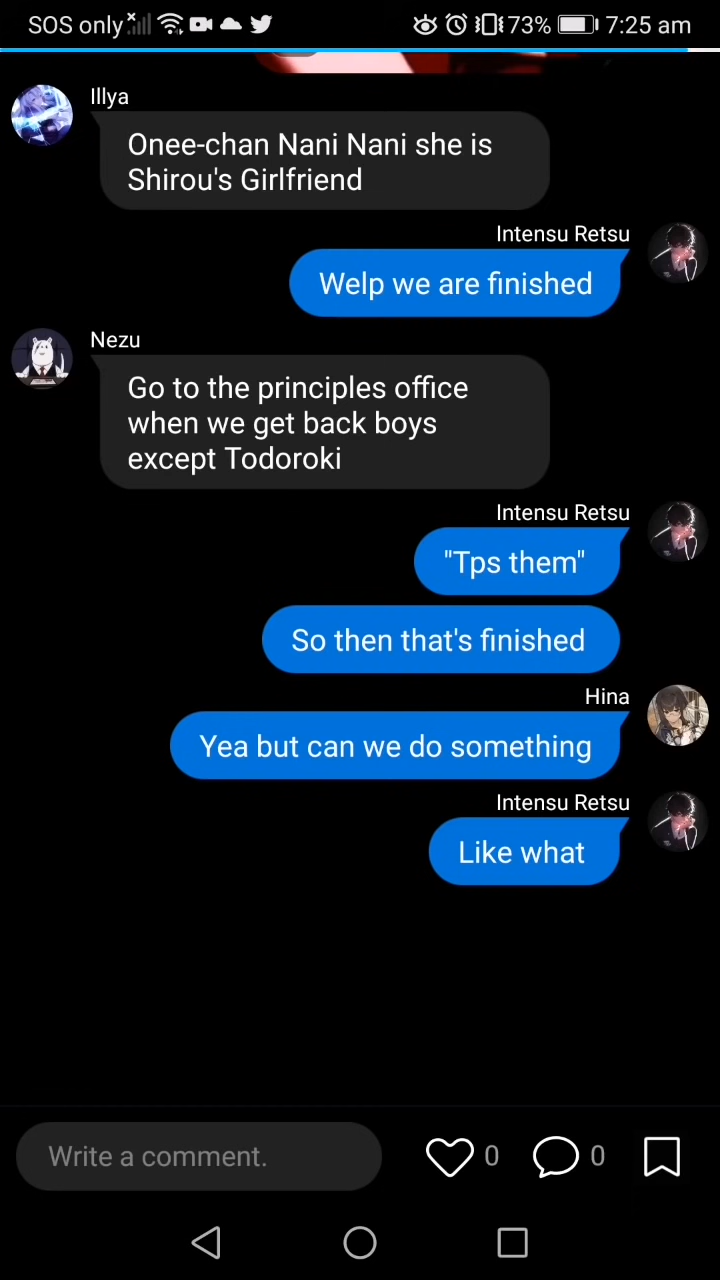 SOS only 73% 7:25 am
Illya
Onee-chan Nani Nani she is
Shirou's Girlfriend
Intensu Retsu
Welp we are finished
Nezu
Go to the principles office
when we get back boys
except Todoroki
Intensu Retsu
"Tps them"
So then that's finished
Hina
Yea but can we do something
Intensu Retsu
Like what
Write a comment. 0 0